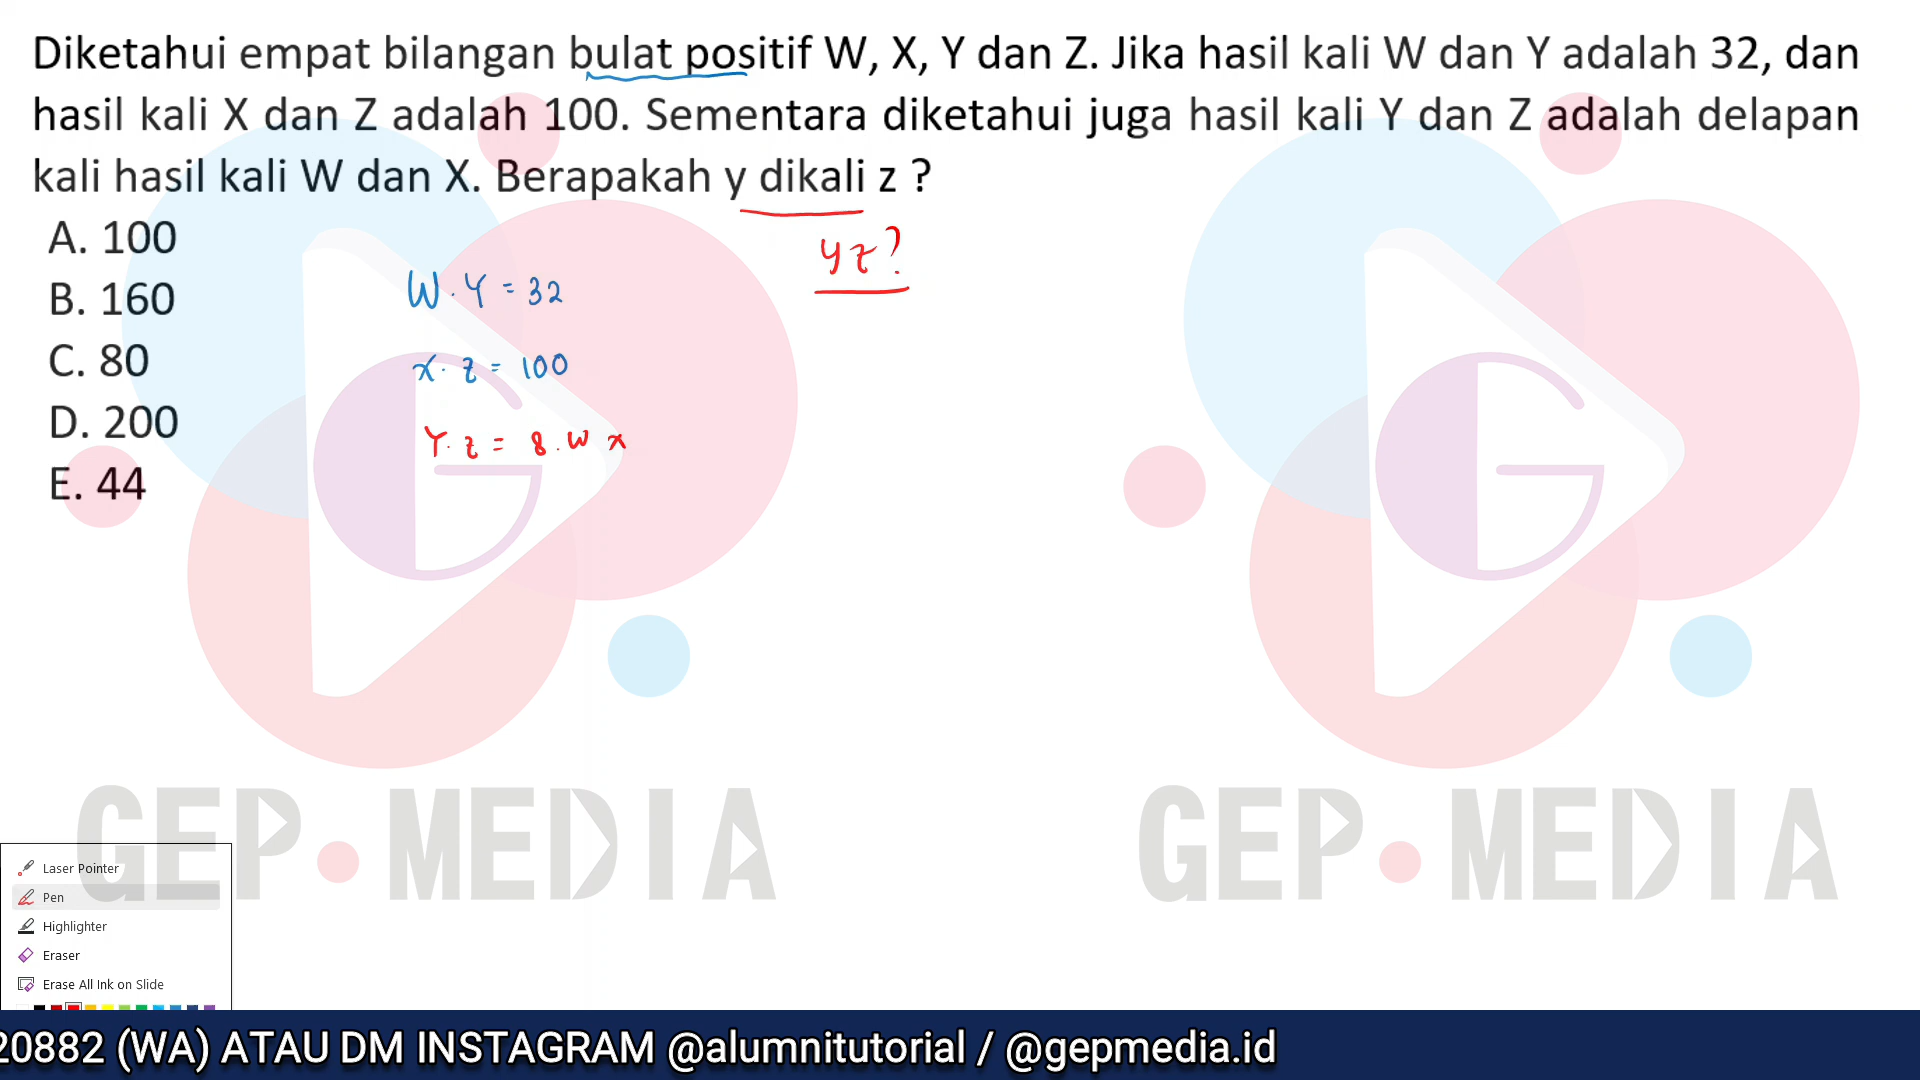 Diketahui empat bilangan bulat positif W, X, Y dan Z. Jika hasil kali W dan Y adalah 32, dan
hasil kali X dan Z adalah 100. Sementara diketahui juga hasil kali Y dan Z adalah delapan
kali hasil kali W dan X. Berapakah y dikali z ?
A. 100
B. 160
C. 80
D. 200
E. 44
yz?
W.Y = 32
x. z = 100
Y. z = 8.w x
GEP•MEDIA
GEP•MEDIA
Laser Pointer
Pen
Highlighter
Eraser
Erase All Ink on Slide
20882 (WA) ATAU DM INSTAGRAM @alumnitutorial / @gepmedia.id